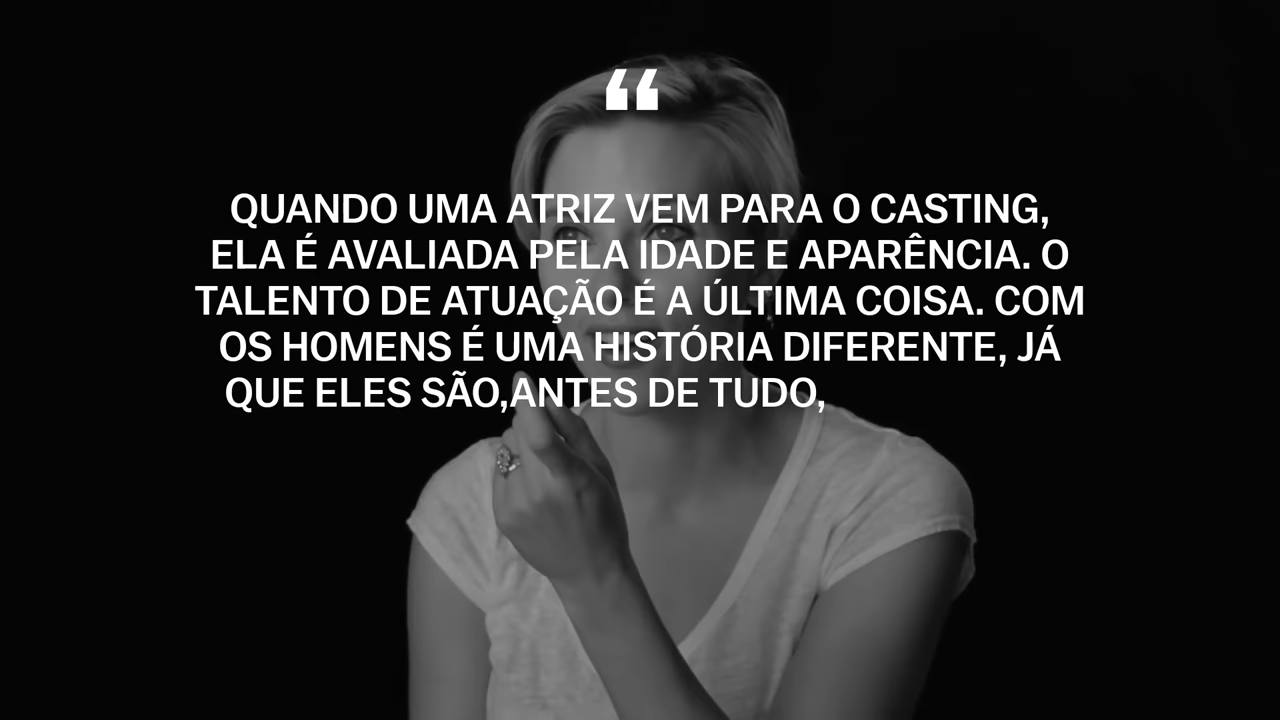 “
QUANDO UMA ATRIZ VEM PARA O CASTING,
ELA É AVALIADA PELA IDADE E APARÊNCIA. O
TALENTO DE ATUAÇÃO É A ÚLTIMA COISA. COM
OS HOMENS É UMA HISTÓRIA DIFERENTE, JÁ
QUE ELES SÃO,ANTES DE TUDO,